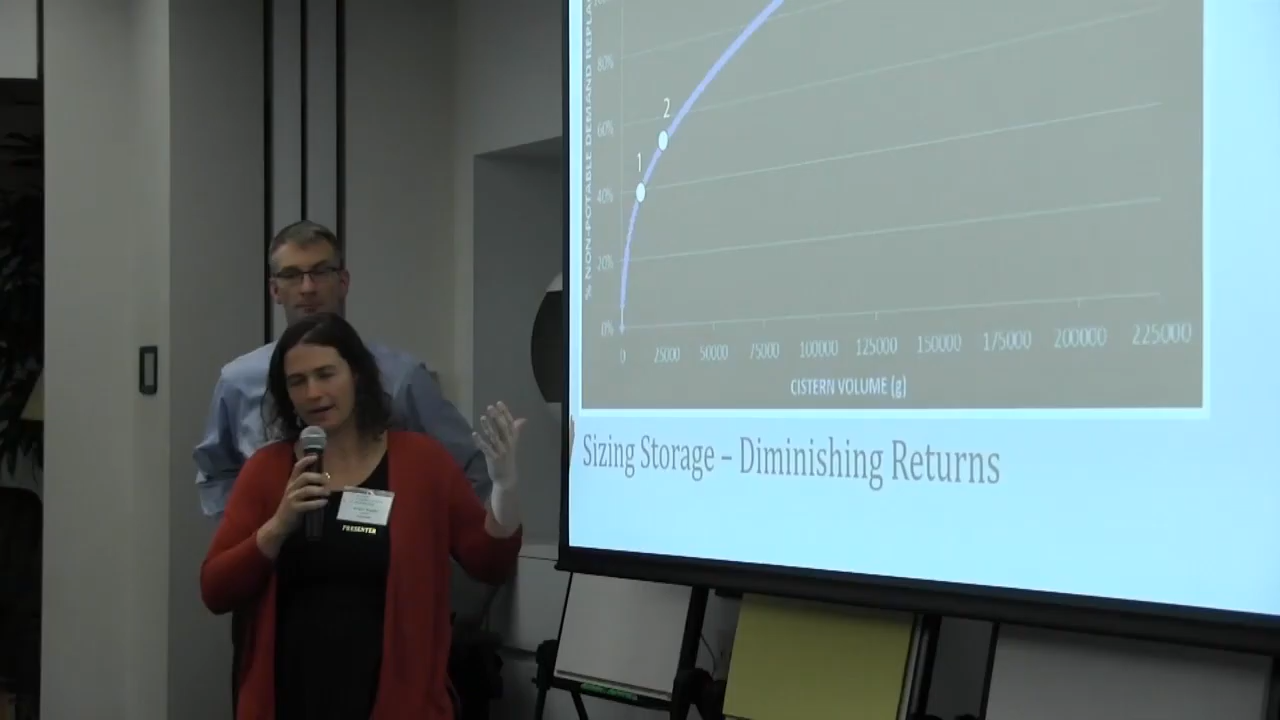 % NON-POTABLE DEMAND
80%
60%
40%
20%
0%
2
1
0 25000 50000 75000 100000 125000 150000 175000 200000 225000
CISTERN VOLUME (g)
Sizing Storage – Diminishing Returns
PRESENTER